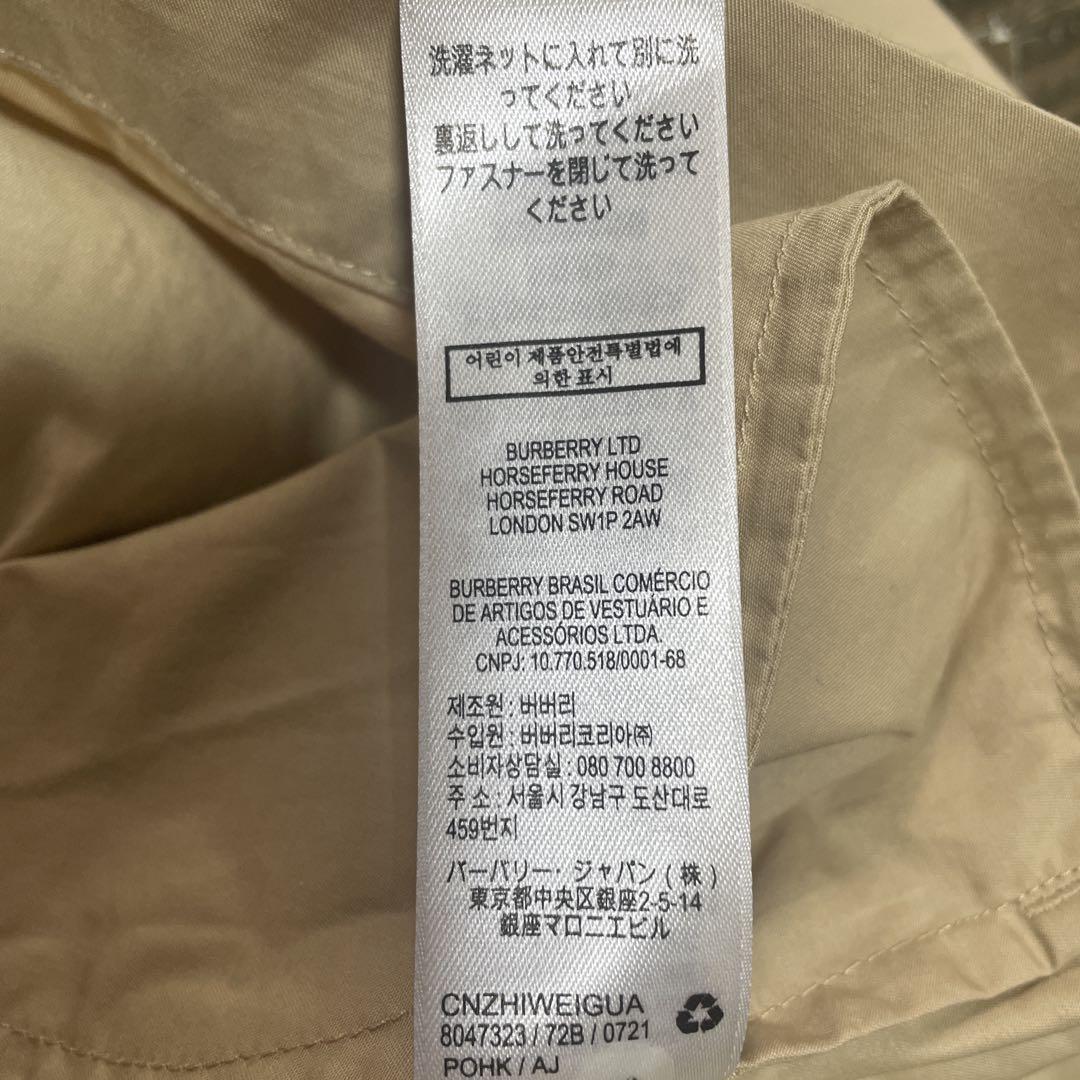 洗濯ネットに入れて別に洗
ってください
裏返しして洗ってください
ファスナーを閉じて洗って
ください
어린이 제품안전특별법에
의한 표시
BURBERRY LTD
HORSEFERRY HOUSE
HORSEFERRY ROAD
LONDON SW1P 2AW
BURBERRY BRASIL COMÉRCIO
DE ARTIGOS DE VESTUÁRIO E
ACESSÓRIOS LTDA.
CNPJ: 10.770.518/0001-68
제조원 : 버버리
수입원 : 버버리코리아㈜
소비자상담실 : 080 700 8800
주 소 : 서울시 강남구 도산대로
459번지
バーバリー・ジャパン(株)
東京都中央区銀座2-5-14
銀座マロニエビル
CNZHIWEIGUA
8047323 / 72B / 0721
POHK / AJ